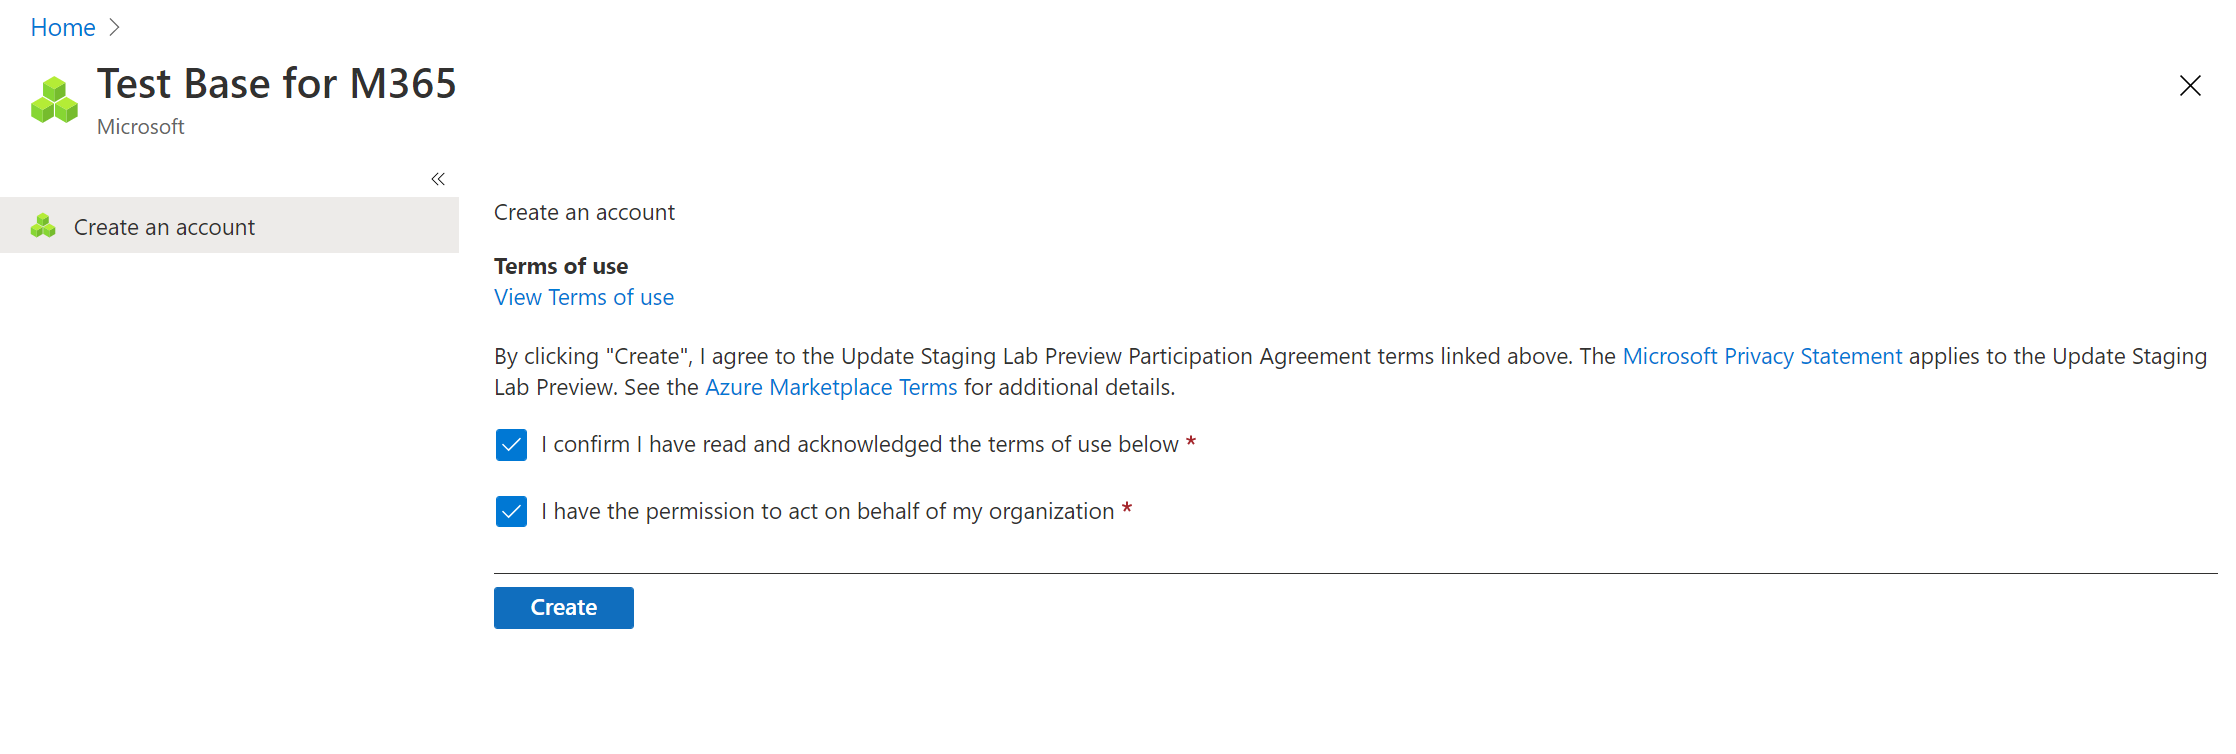 Home
Test Base for M365
Microsoft
Create an account
Create an account
Terms of use
View Terms of use
By clicking "Create", I agree to the Update Staging Lab Preview Participation Agreement terms linked above. The Microsoft Privacy Statement applies to the Update Staging
Lab Preview. See the Azure Marketplace Terms for additional details.
I confirm I have read and acknowledged the terms of use below *
I have the permission to act on behalf of my organization *
Create